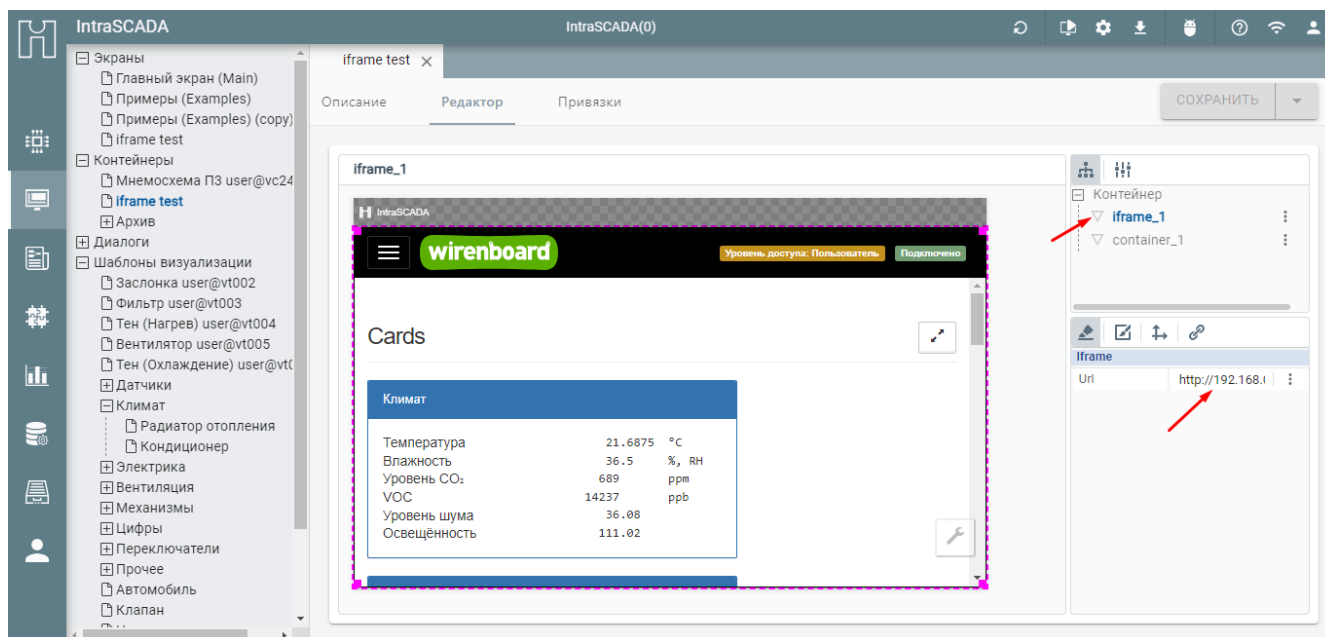 IntraSCADA
IntraSCADA(0)
Экраны
Главный экран (Main)
Примеры (Examples)
Примеры (Examples) (copy)
iframe test
Контейнеры
Мнемосхема П3 user@vc24
iframe test
Архив
Диалоги
Шаблоны визуализации
Заслонка user@vt002
Фильтр user@vt003
Тен (Нагрев) user@vt004
Вентилятор user@vt005
Тен (Охлаждение) user@vt0
Датчики
Климат
Радиатор отопления
Кондиционер
Электрика
Вентиляция
Механизмы
Цифры
Переключатели
Прочее
Автомобиль
Клапан
iframe test
Описание
Редактор
Привязки
СОХРАНИТЬ
iframe_1
IntraSCADA
wirenboard
Уровень доступа: Пользователь
Подключено
Cards
Климат
Температура 21.6875 °C
Влажность 36.5 %, RH
Уровень CO₂ 689 ppm
VOC 14237 ppb
Уровень шума 36.08
Освещённость 111.02
Контейнер
iframe_1
container_1
Iframe
Url http://192.168.